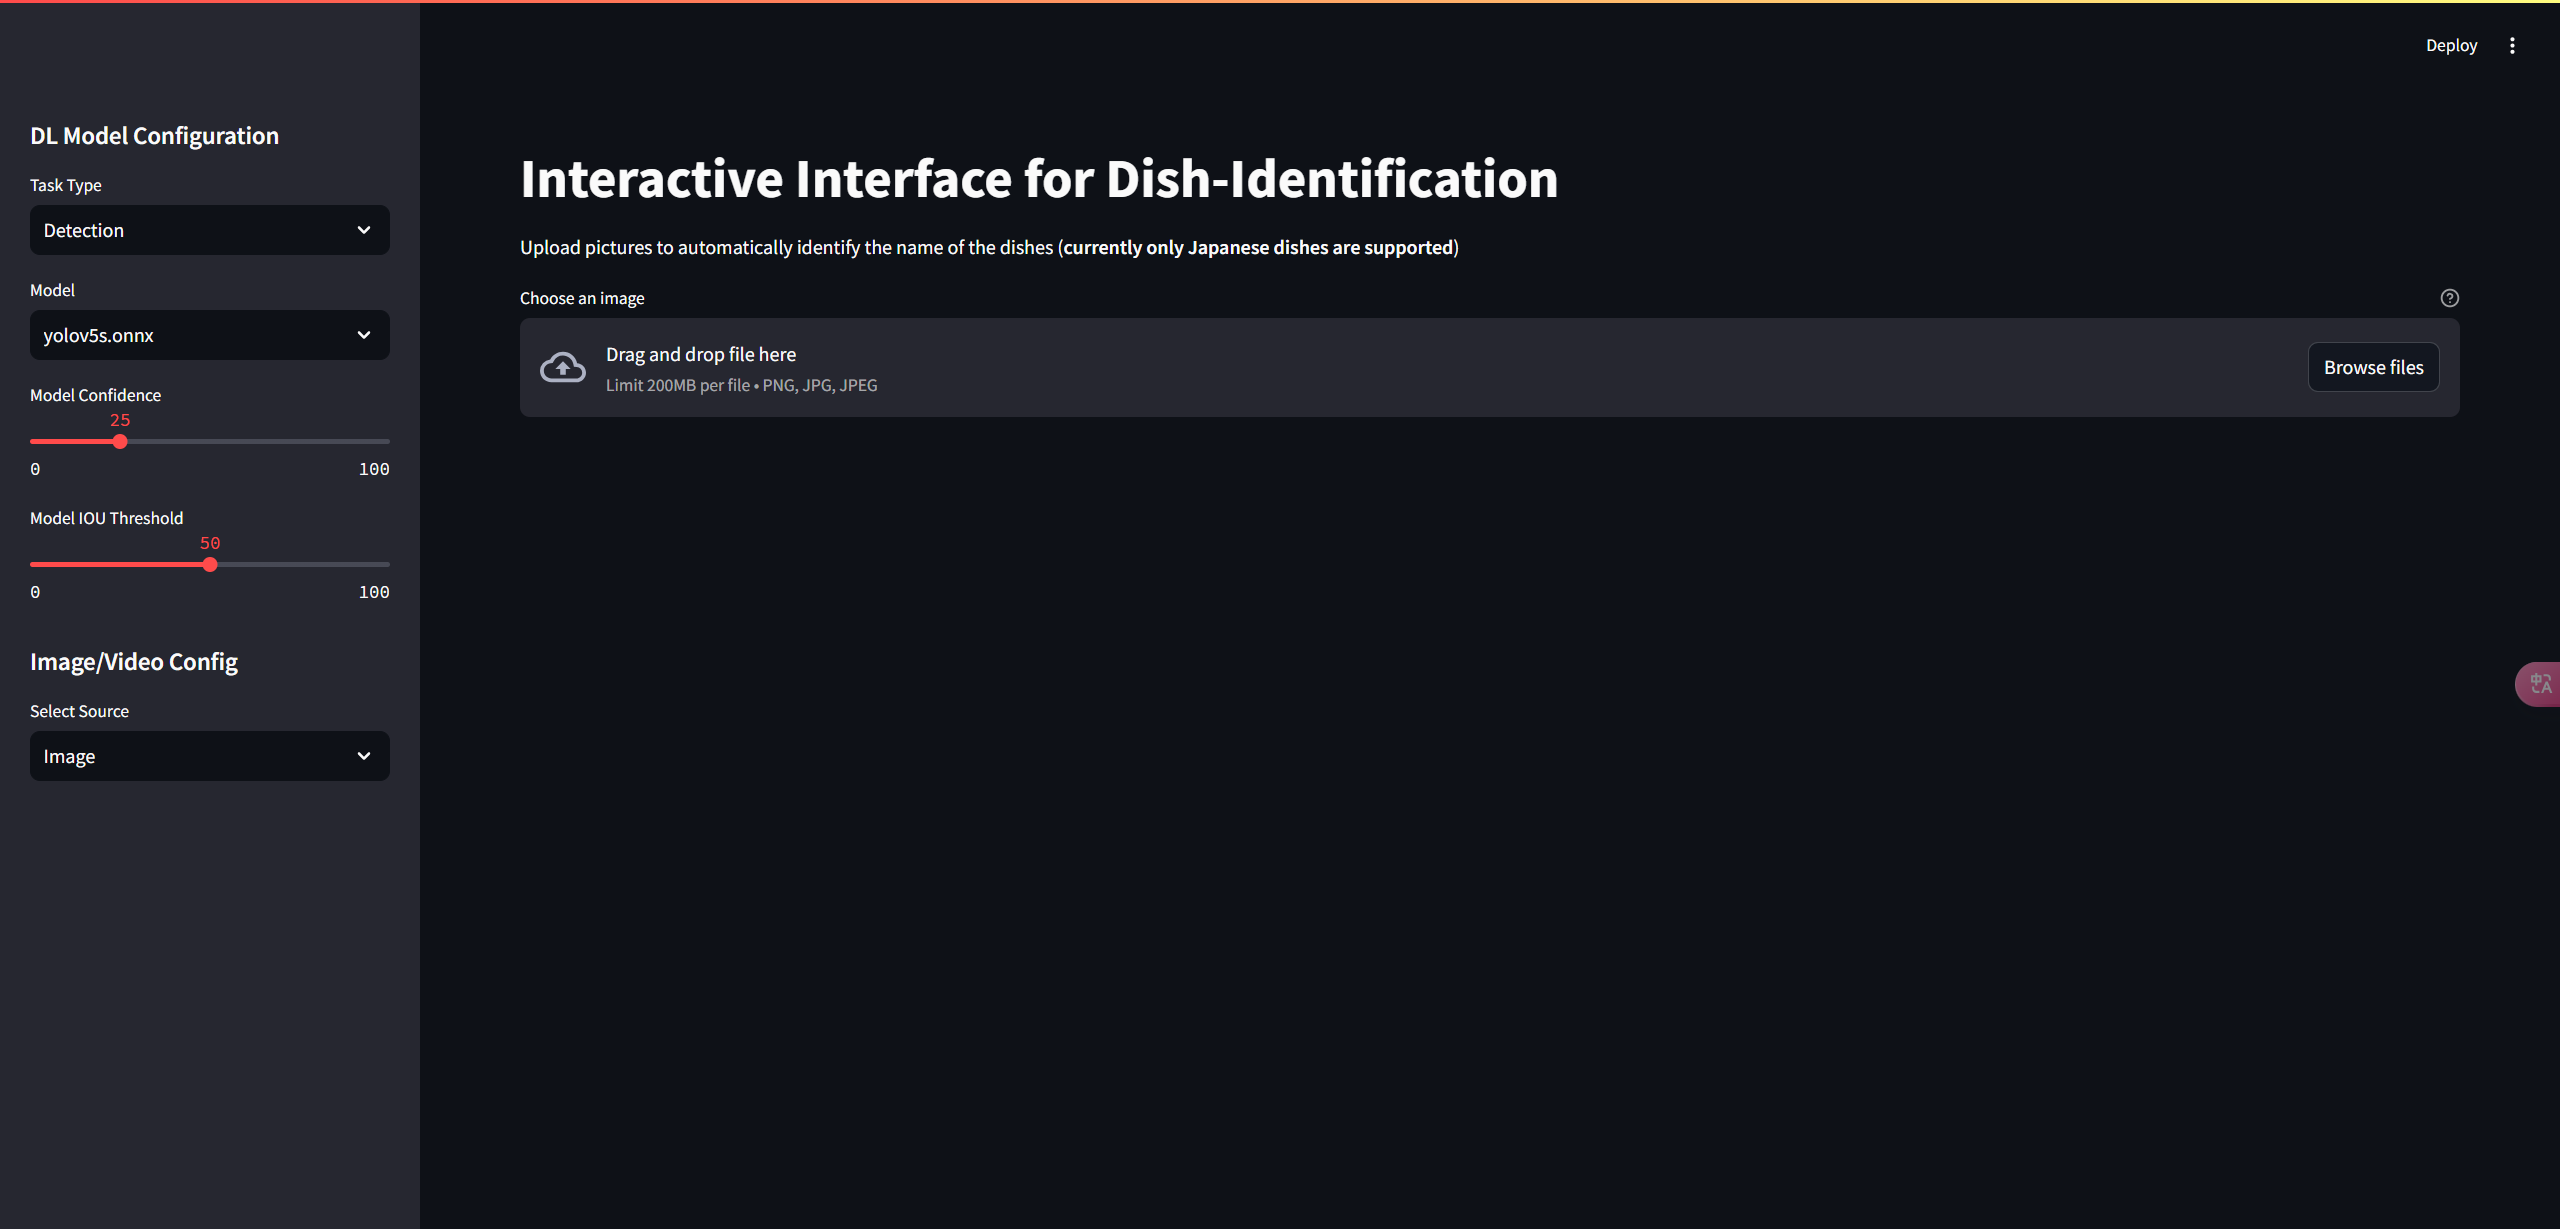 Deploy
DL Model Configuration
Task Type
Detection
Model
yolov5s.onnx
Model Confidence
25
0 100
Model IOU Threshold
50
0 100
Image/Video Config
Select Source
Image
Interactive Interface for Dish-Identification
Upload pictures to automatically identify the name of the dishes (currently only Japanese dishes are supported)
Choose an image
Drag and drop file here
Limit 200MB per file • PNG, JPG, JPEG
Browse files
中A